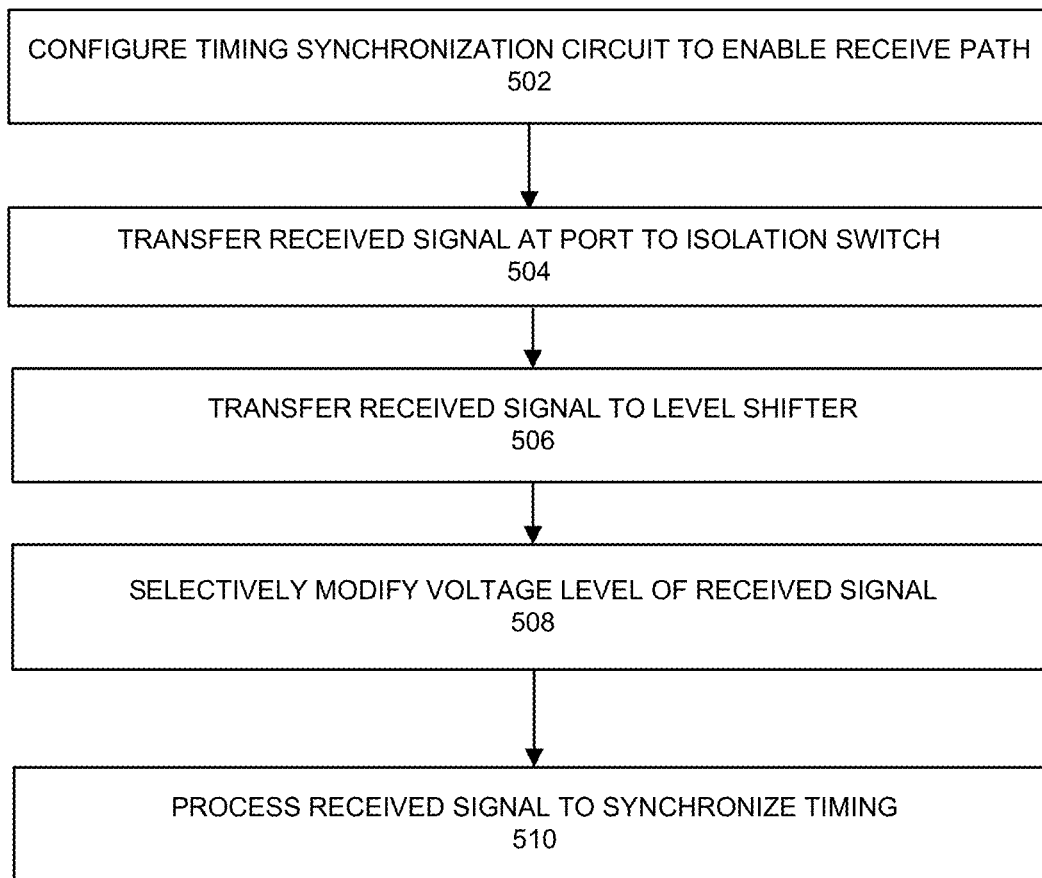 CONFIGURE TIMING SYNCHRONIZATION CIRCUIT TO ENABLE RECEIVE PATH
502
TRANSFER RECEIVED SIGNAL AT PORT TO ISOLATION SWITCH
504
TRANSFER RECEIVED SIGNAL TO LEVEL SHIFTER
506
SELECTIVELY MODIFY VOLTAGE LEVEL OF RECEIVED SIGNAL
508
PROCESS RECEIVED SIGNAL TO SYNCHRONIZE TIMING
510